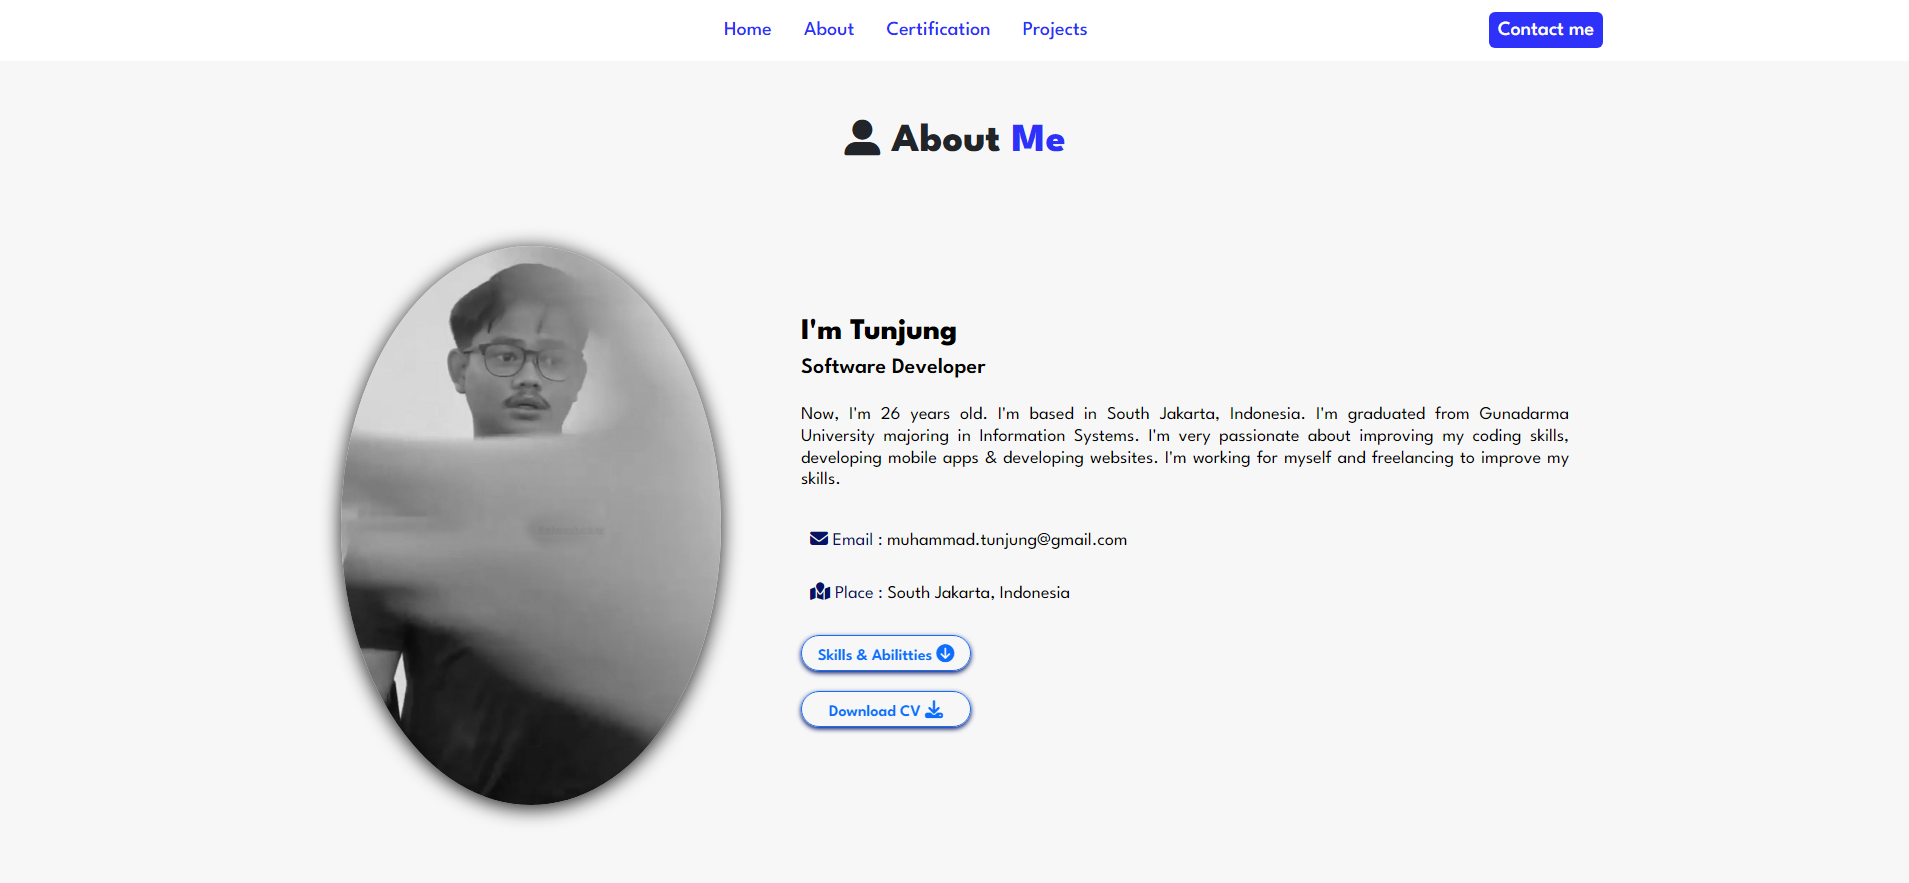 Home About Certification Projects Contact me
About Me
I'm Tunjung
Software Developer
Now, I'm 26 years old. I'm based in South Jakarta, Indonesia. I'm graduated from Gunadarma
University majoring in Information Systems. I'm very passionate about improving my coding skills,
developing mobile apps & developing websites. I'm working for myself and freelancing to improve my
skills.
Email : muhammad.tunjung@gmail.com
Place : South Jakarta, Indonesia
Skills & Abilitties
Download CV